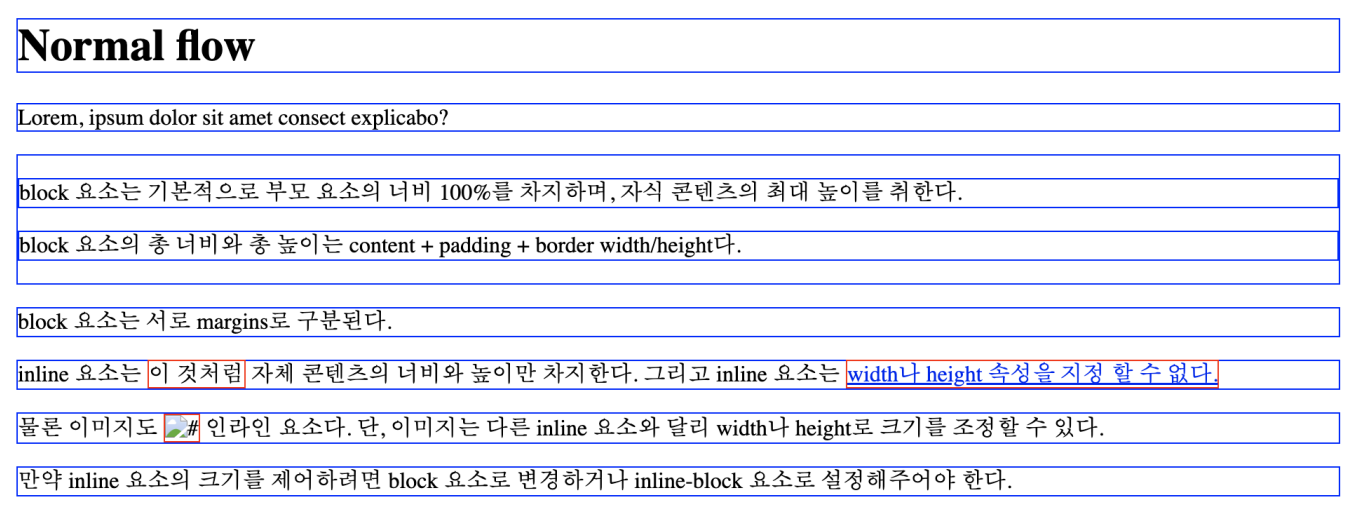 Normal flow
Lorem, ipsum dolor sit amet consect explicabo?
block 요소는 기본적으로 부모 요소의 너비 100%를 차지하며, 자식 콘텐츠의 최대 높이를 취한다.
block 요소의 총 너비와 총 높이는 content + padding + border width/height다.
block 요소는 서로 margins로 구분된다.
inline 요소는 이 것처럼 자체 콘텐츠의 너비와 높이만 차지한다. 그리고 inline 요소는 width나 height 속성을 지정 할 수 없다.
물론 이미지도 # 인라인 요소다. 단, 이미지는 다른 inline 요소와 달리 width나 height로 크기를 조정할 수 있다.
만약 inline 요소의 크기를 제어하려면 block 요소로 변경하거나 inline-block 요소로 설정해주어야 한다.